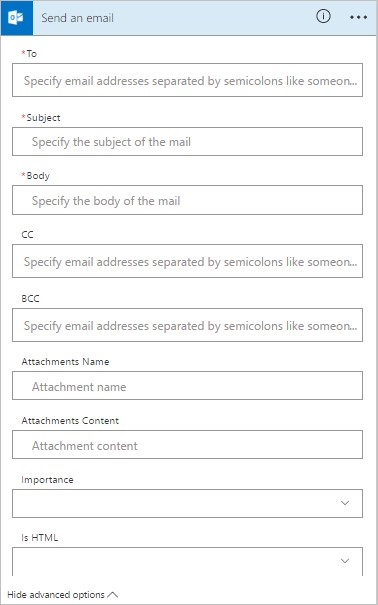 Send an email
*To
Specify email addresses separated by semicolons like someon...
*Subject
Specify the subject of the mail
*Body
Specify the body of the mail
CC
Specify email addresses separated by semicolons like someon...
BCC
Specify email addresses separated by semicolons like someon...
Attachments Name
Attachment name
Attachments Content
Attachment content
Importance
Is HTML
Hide advanced options